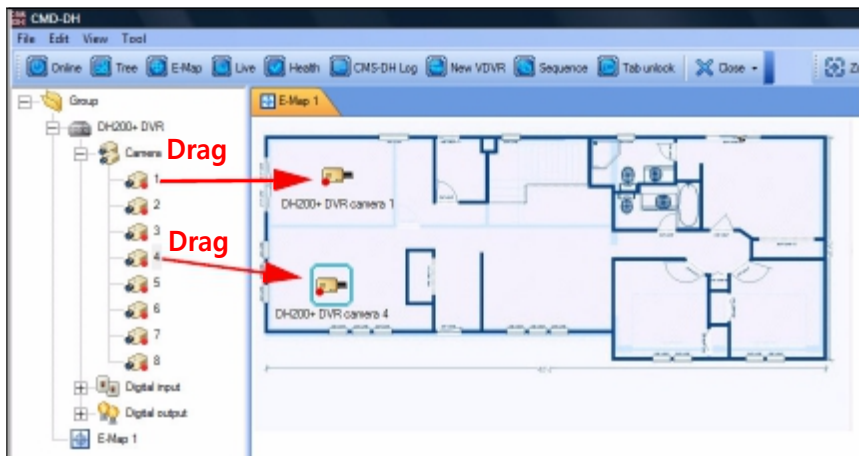 CMD-DH
File Edit View Tool
Online Tree E-Map Live Health CMS-DH Log New VDVR Sequence Tab unlock Close
Group
E-Map 1
DH200+ DVR
Camera
Drag
1
DH200+ DVR camera 1
2
3
Drag
4
5
DH200+ DVR camera 4
6
7
8
Digital input
Digital output
E-Map 1